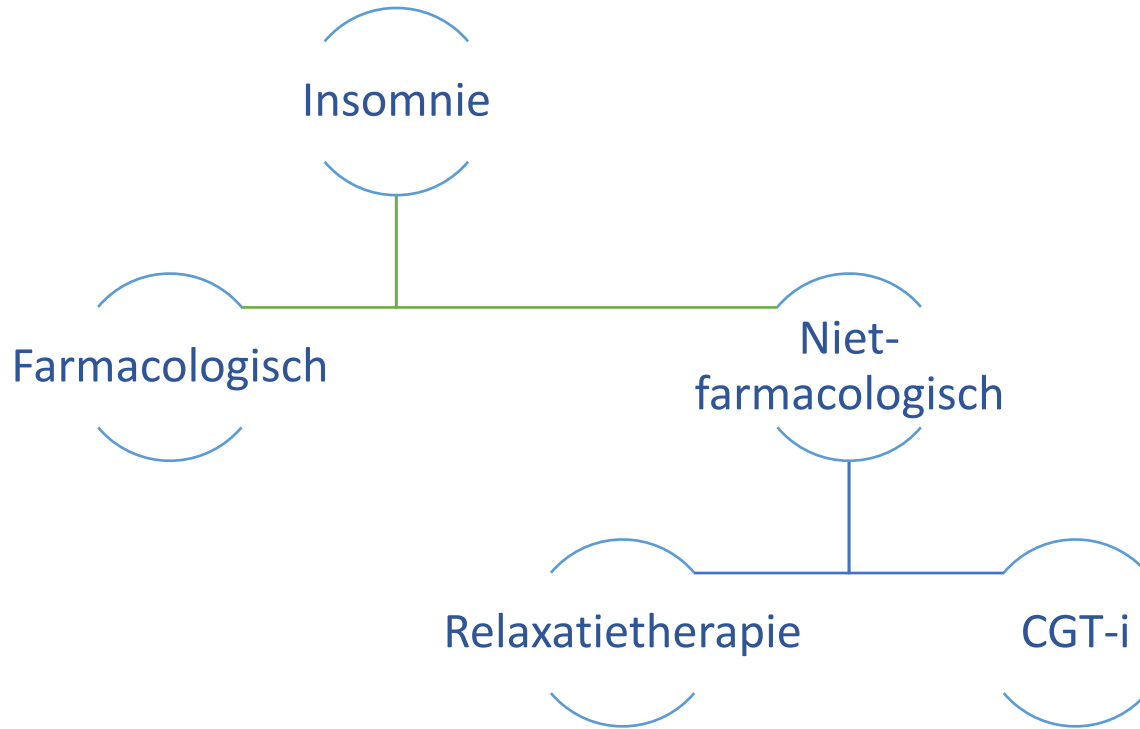 Insomnie
Farmacologisch
Niet-
farmacologisch
Relaxatietherapie
CGT-i